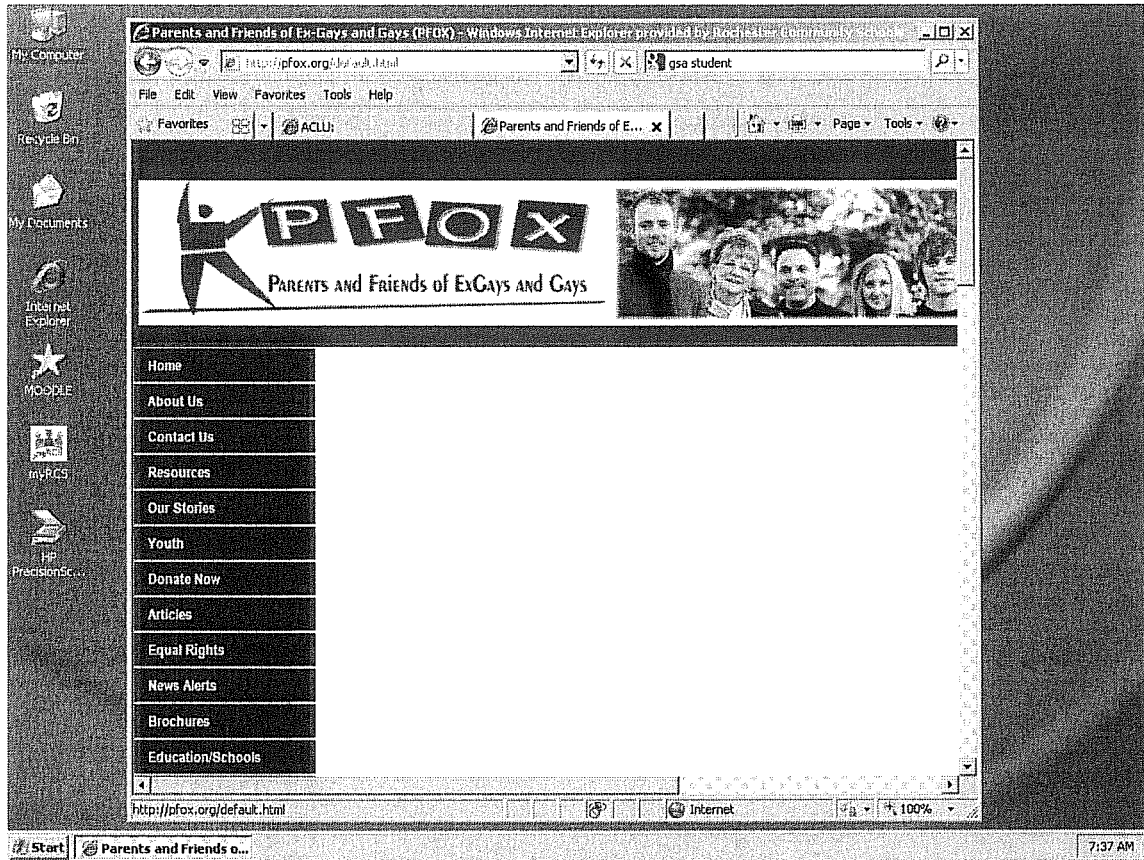 My Computer
Parents and Friends of Ex-Gays and Gays (PFOX) - Windows Internet Explorer provided by Rochester Community Schools
http://pfox.org/default.html
gsa student
File Edit View Favorites Tools Help
Recycle Bin
Favorites ACLU: Parents and Friends of E... Page Tools
My Documents
PFOX
PARENTS AND FRIENDS OF EXGAYS AND GAYS
Internet
Explorer
Home
MOODLE
About Us
Contact Us
myRCS
Resources
Our Stories
Youth
HP
PrecisionSc...
Donate Now
Articles
Equal Rights
News Alerts
Brochures
Education/Schools
http://pfox.org/default.html Internet 100%
Start Parents and Friends o... 7:37 AM